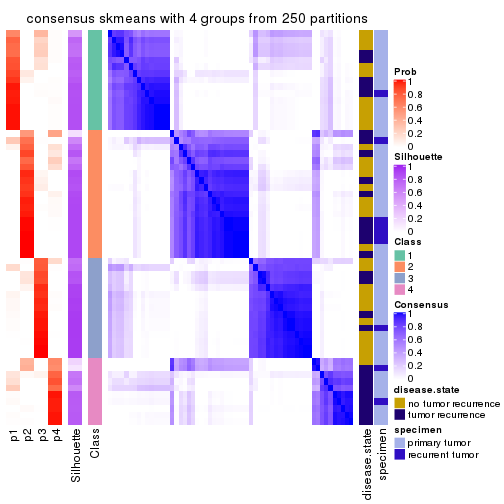 consensus skmeans with 4 groups from 250 partitions
Prob
1
0.8
0.6
0.4
0.2
0
Silhouette
1
0.8
0.6
0.4
0.2
0
Class
1
2
3
4
Consensus
1
0.8
0.6
0.4
0.2
0
disease.state
no tumor recurrence
tumor recurrence
specimen
primary tumor
recurrent tumor
p1
p2
p3
p4
Silhouette
Class
disease.state
specimen